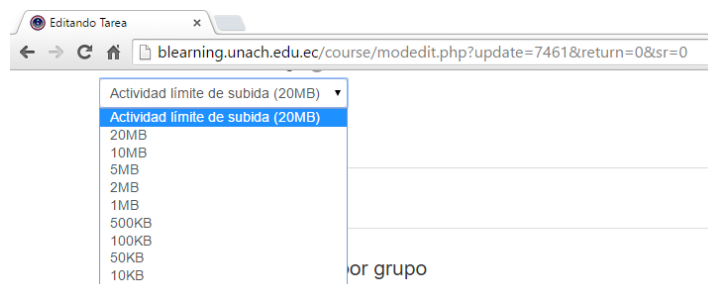 Editando Tarea
blearning.unach.edu.ec/course/modedit.php?update=7461&return=0&sr=0
Actividad límite de subida (20MB)
Actividad límite de subida (20MB)
20MB
10MB
5MB
2MB
1MB
500KB
100KB
50KB
or grupo
10KB